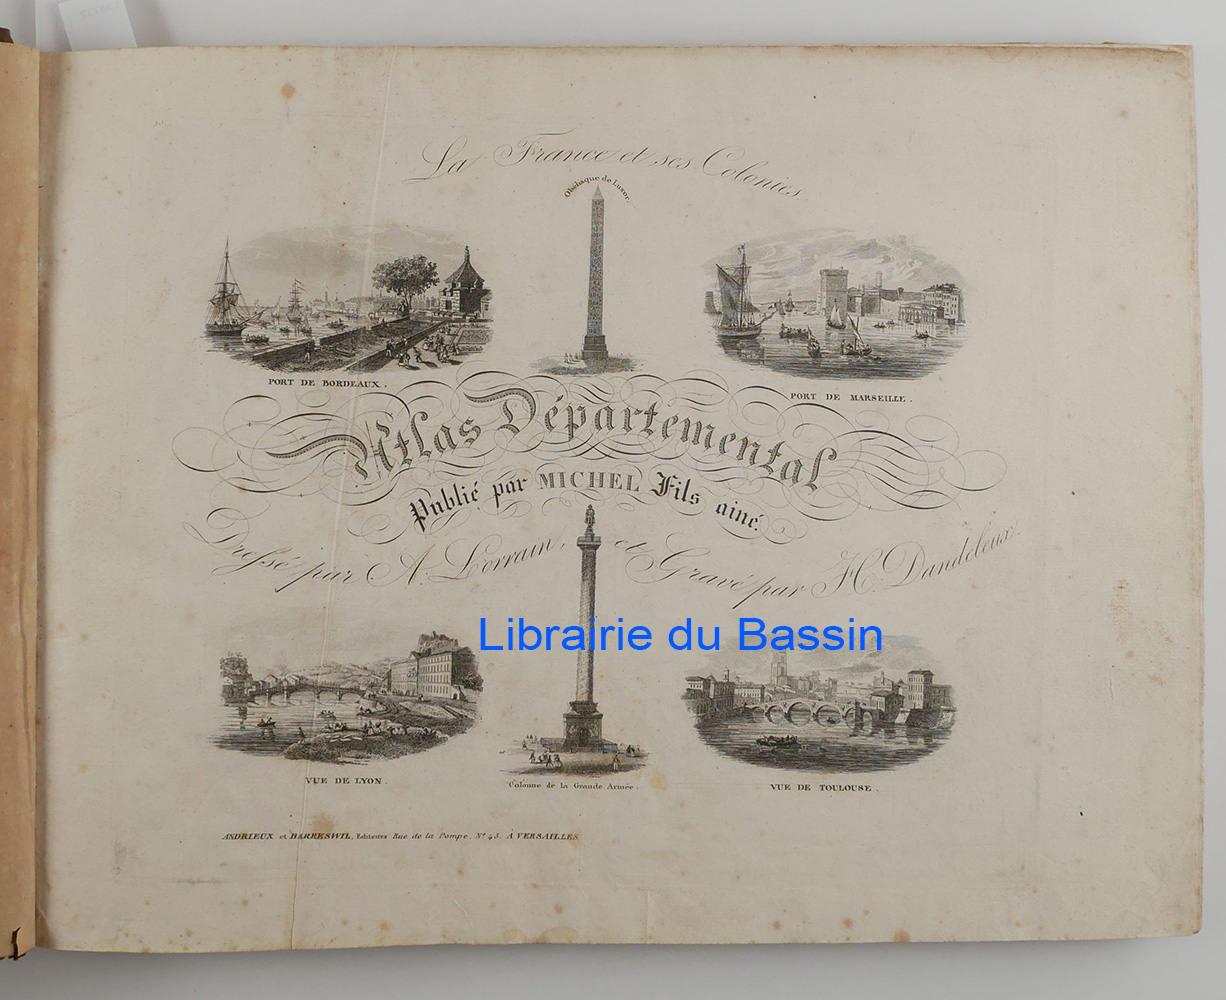 La France et ses Colonies
Obélisque de Luxor.
PORT DE BORDEAUX.
PORT DE MARSEILLE.
Atlas Départemental
Publié par MICHEL Fils ainé.
Dressé par A. Lorrain, et Gravé par H. Dandeleux.
Librairie du Bassin
VUE DE LYON.
Colonne de la Grande Armée.
VUE DE TOULOUSE.
ANDRIEUX et BARRESWIL, Editeurs Rue de la Pompe, N° 45. A VERSAILLES